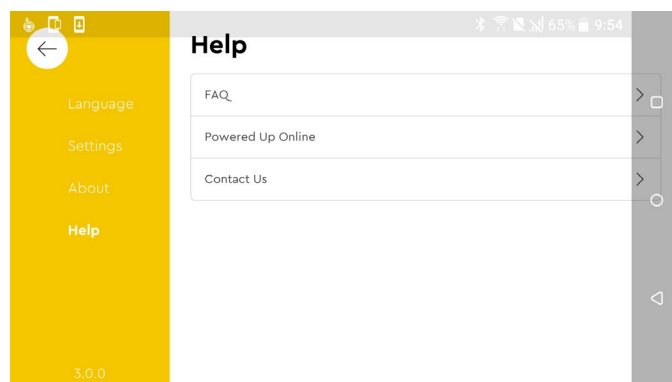 65% 9:54
Help
Language
Settings
About
Help
3.0.0
FAQ
Powered Up Online
Contact Us